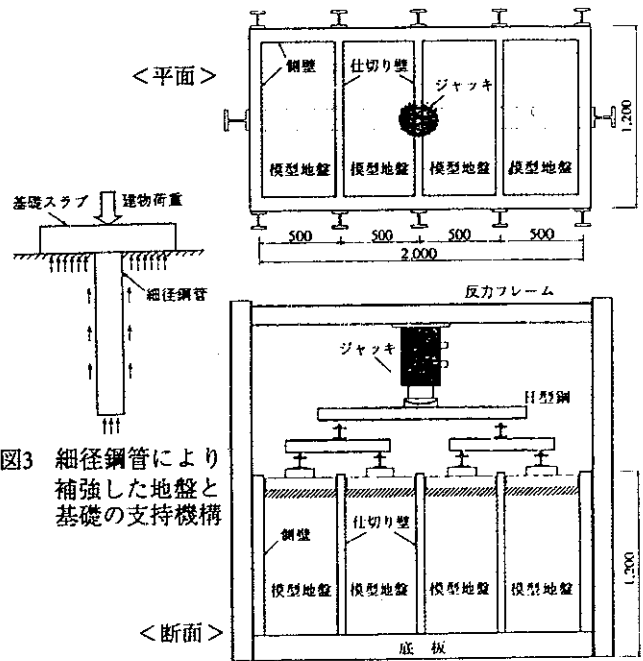 <平面>
側壁
仕切り壁
ジャッキ
模型地盤
模型地盤
模型地盤
模型地盤
1,200
500
500
500
500
2,000
基礎スラブ
建物荷重
細径鋼管
図3 細径鋼管により
補強した地盤と
基礎の支持機構
反力フレーム
ジャッキ
H型鋼
側壁
仕切り壁
模型地盤
模型地盤
模型地盤
模型地盤
1,200
<断面>
底 板